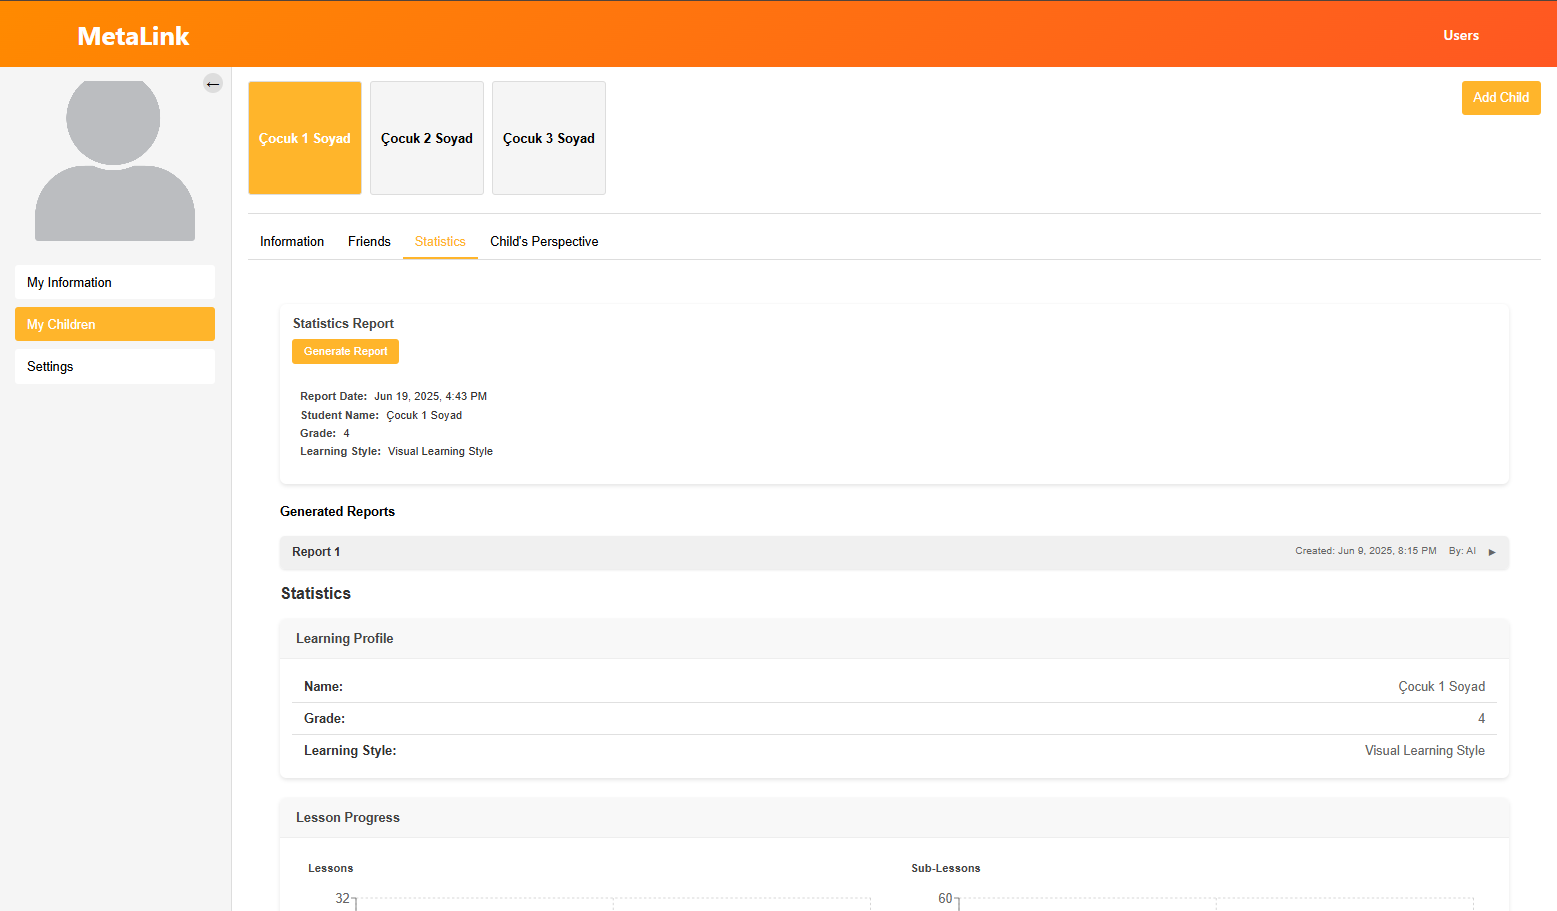 MetaLink
Users
←
Çocuk 1 Soyad
Çocuk 2 Soyad
Çocuk 3 Soyad
Add Child
My Information
My Children
Settings
Information
Friends
Statistics
Child's Perspective
Statistics Report
Generate Report
Report Date: Jun 19, 2025, 4:43 PM
Student Name: Çocuk 1 Soyad
Grade: 4
Learning Style: Visual Learning Style
Generated Reports
Report 1 Created: Jun 9, 2025, 8:15 PM By: AI ▶
Statistics
Learning Profile
Name: Çocuk 1 Soyad
Grade: 4
Learning Style: Visual Learning Style
Lesson Progress
Lessons
32
Sub-Lessons
60